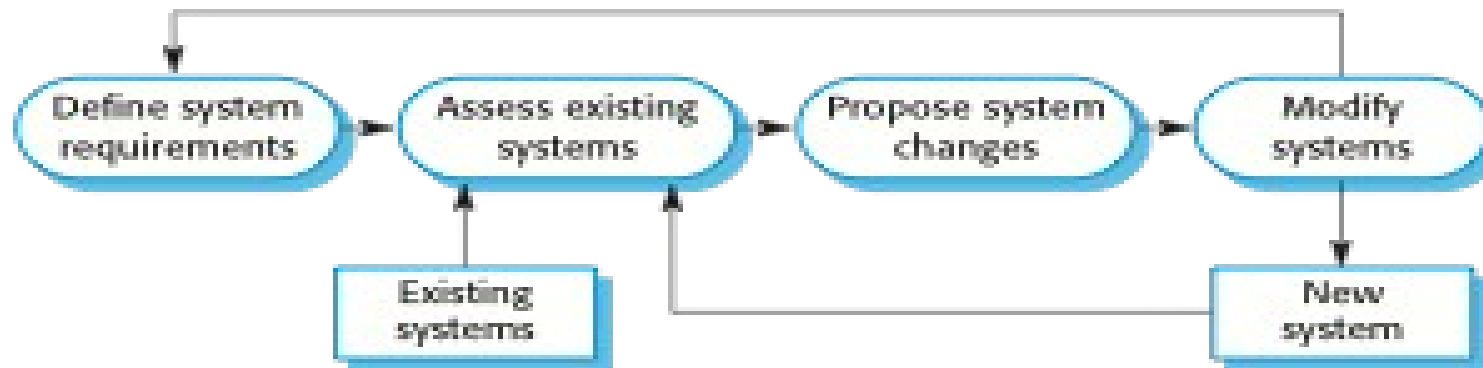 Define system
requirements
Assess existing
systems
Propose system
changes
Modify
systems
Existing
systems
New
system